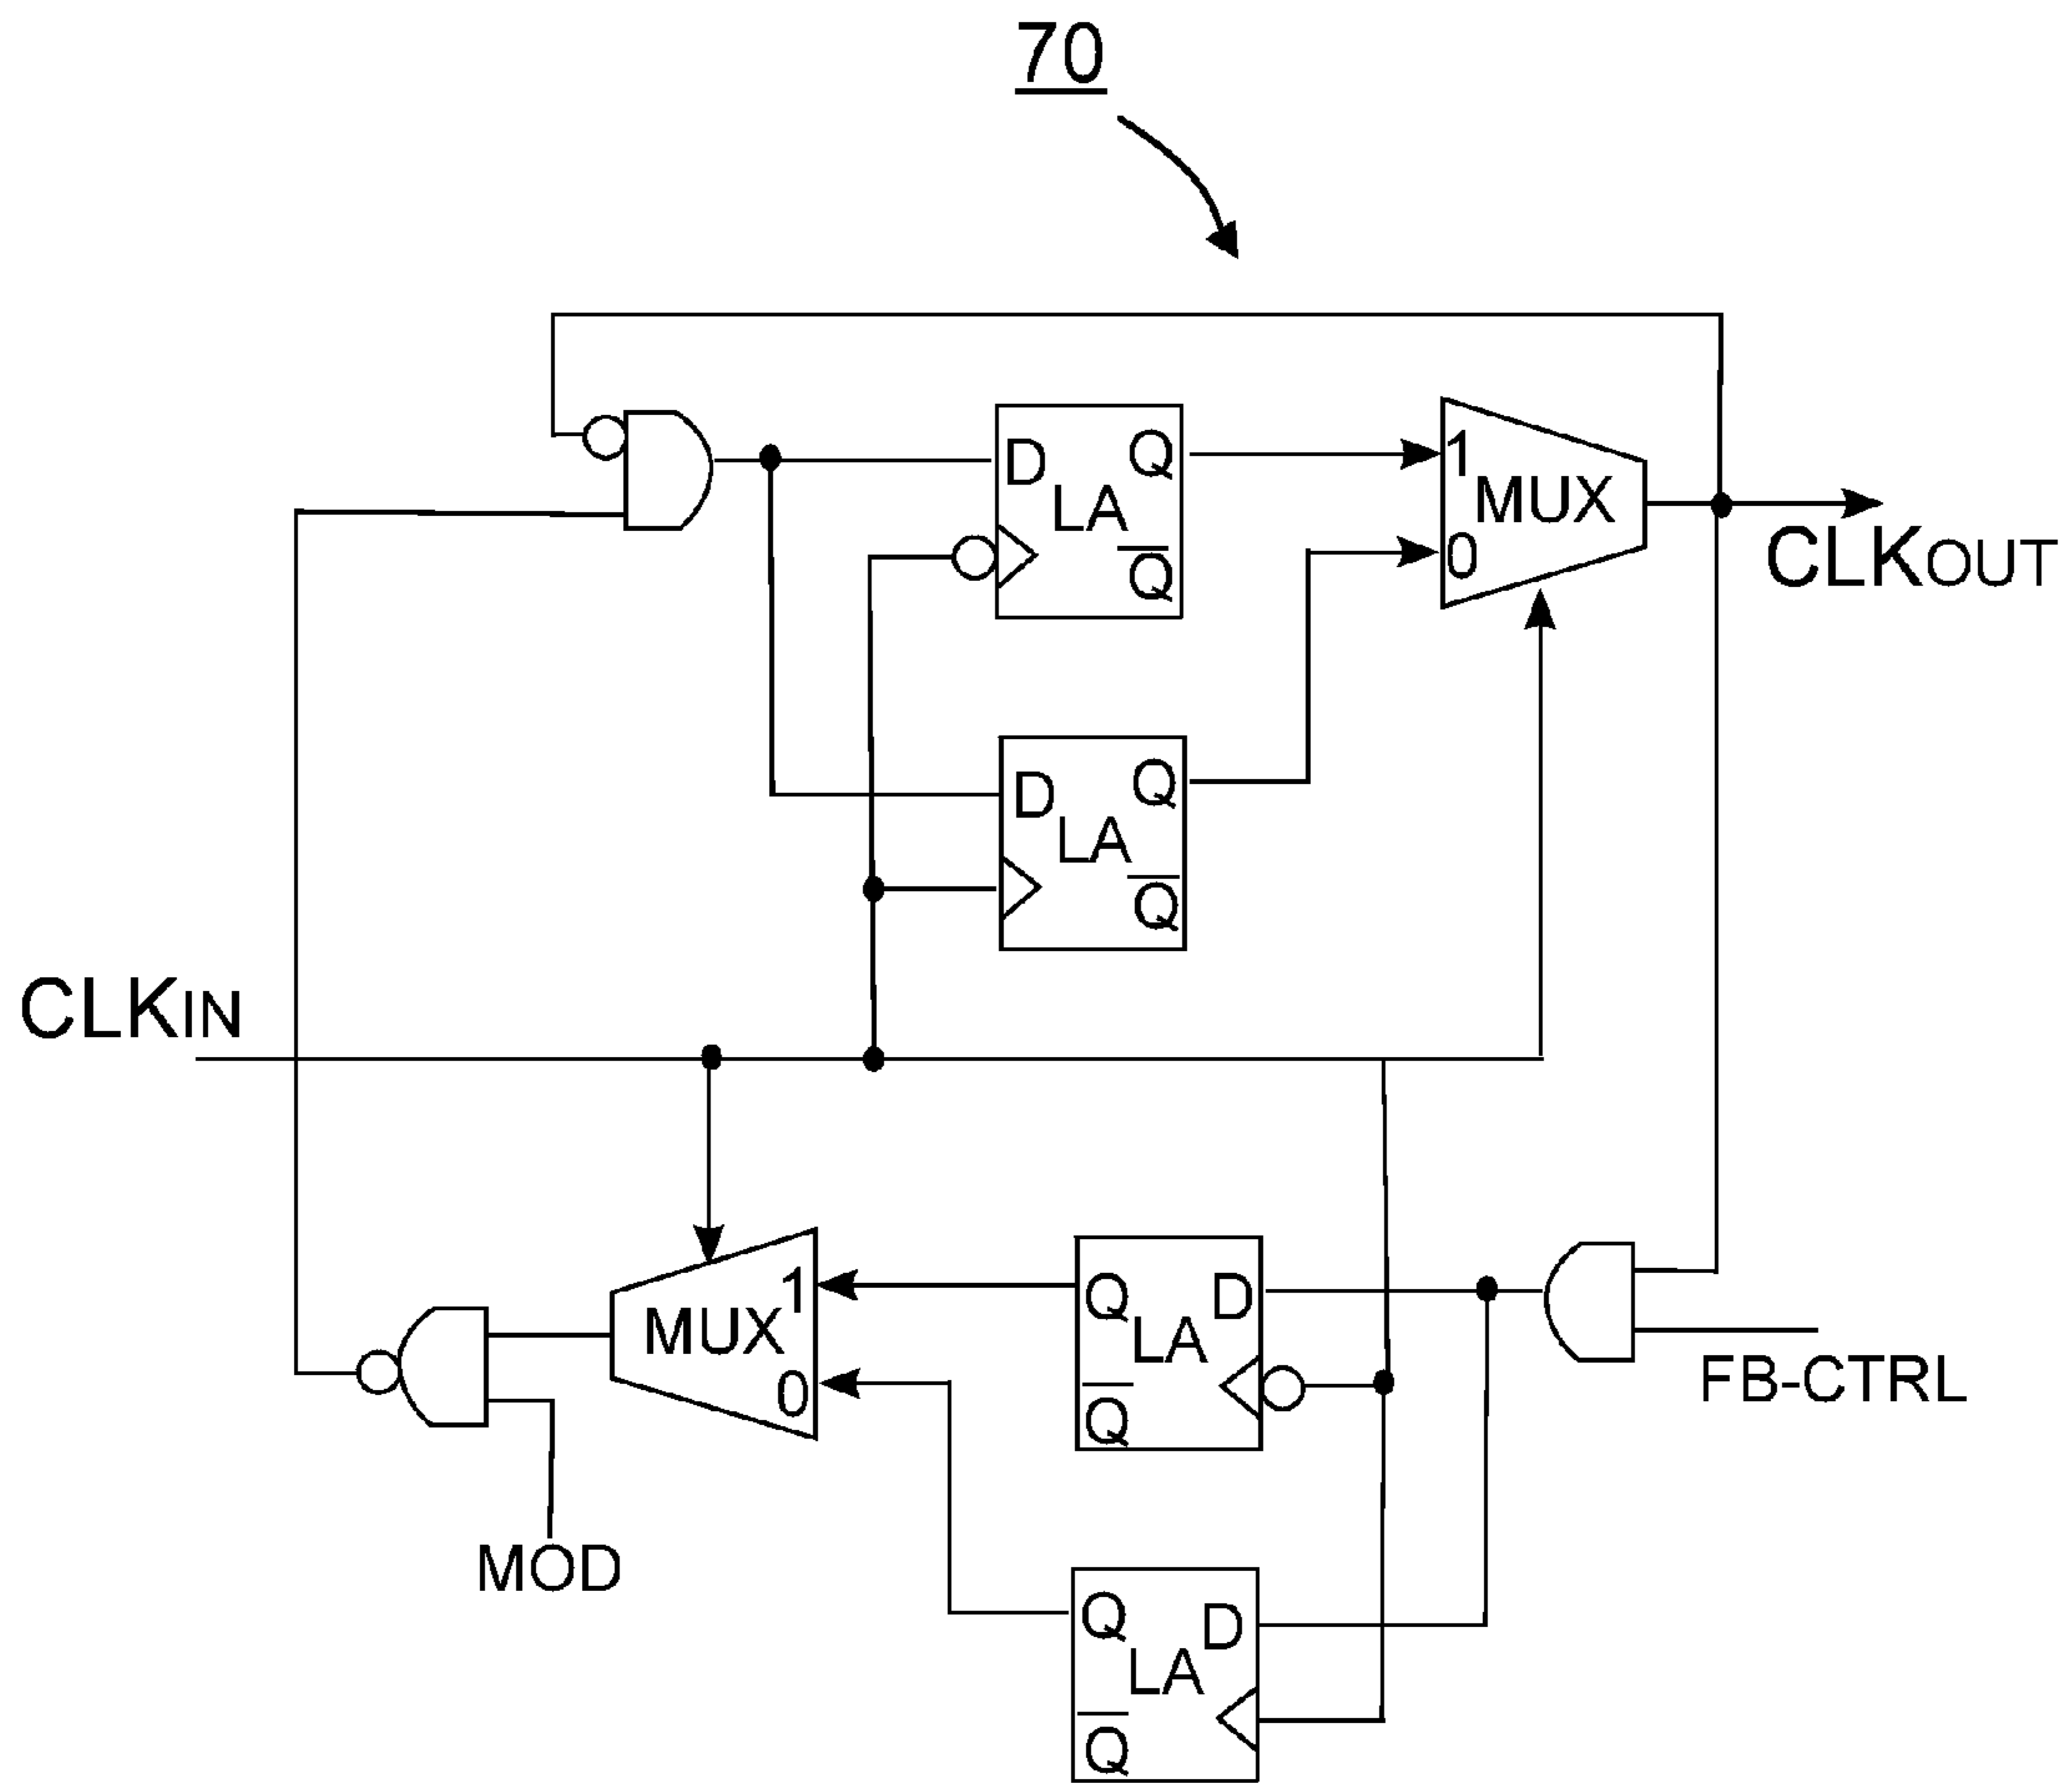 70
D Q
LA
Q
1
MUX
0
CLKOUT
D Q
LA
Q
CLKIN
1
MUX
0
Q D
LA
Q
FB-CTRL
MOD
Q D
LA
Q